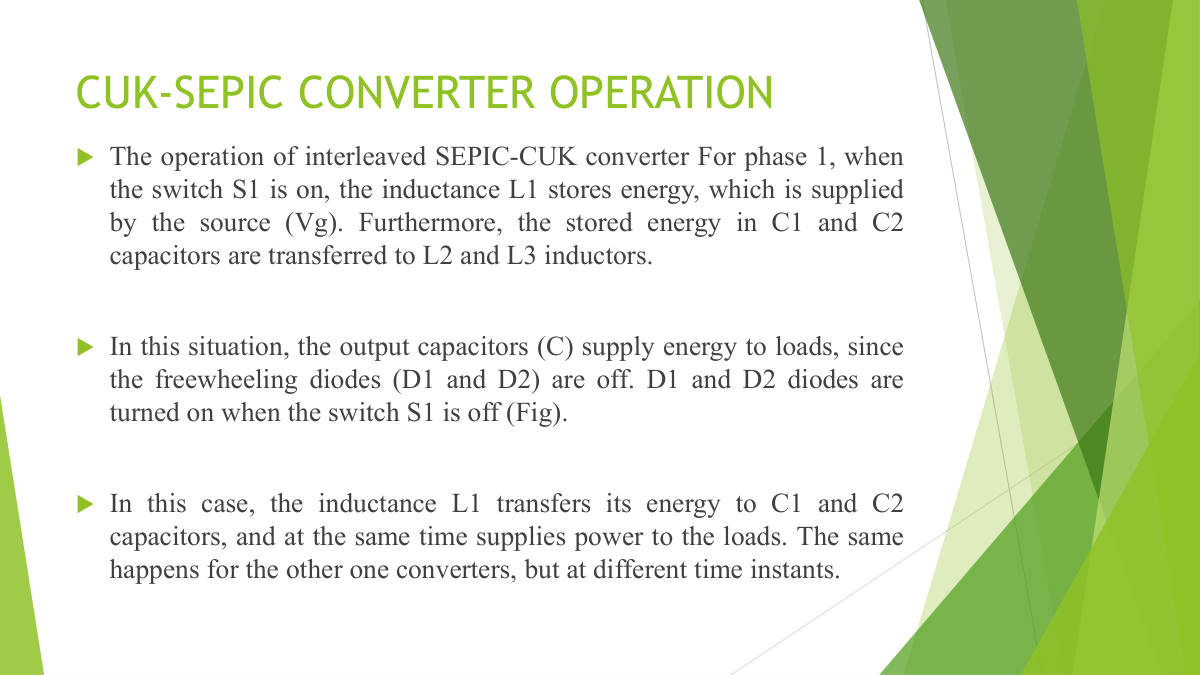 CUK-SEPIC CONVERTER OPERATION
The operation of interleaved SEPIC-CUK converter For phase 1, when
the switch S1 is on, the inductance L1 stores energy, which is supplied
by the source (Vg). Furthermore, the stored energy in C1 and C2
capacitors are transferred to L2 and L3 inductors.
In this situation, the output capacitors (C) supply energy to loads, since
the freewheeling diodes (D1 and D2) are off. D1 and D2 diodes are
turned on when the switch S1 is off (Fig).
In this case, the inductance L1 transfers its energy to C1 and C2
capacitors, and at the same time supplies power to the loads. The same
happens for the other one converters, but at different time instants.